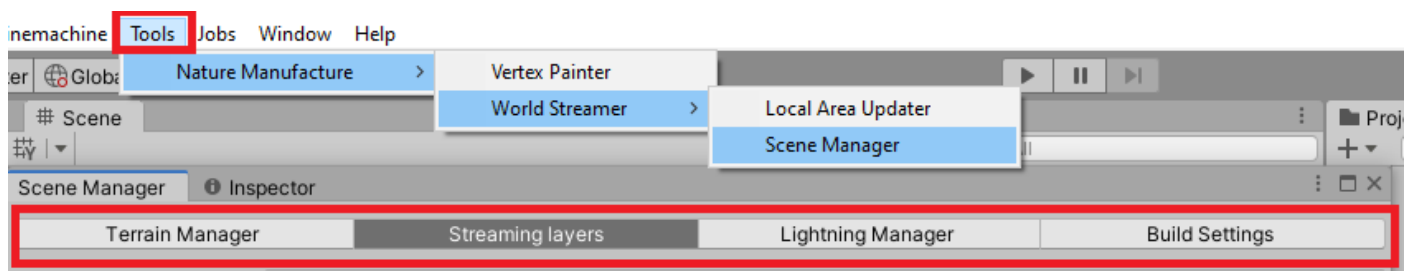 inemachine Tools Jobs Window Help
er Globa Nature Manufacture > Vertex Painter
World Streamer > Local Area Updater
# Scene Proj
Scene Manager
Scene Manager Inspector
Terrain Manager Streaming layers Lightning Manager Build Settings